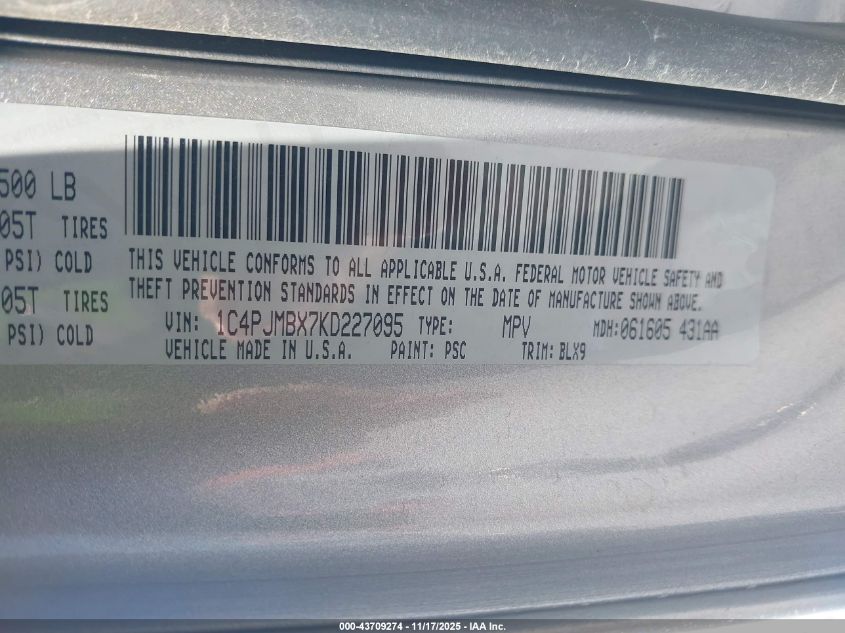 500 LB
05T TIRES
PSI) COLD
05T TIRES
PSI) COLD
THIS VEHICLE CONFORMS TO ALL APPLICABLE U.S.A. FEDERAL MOTOR VEHICLE SAFETY AND
THEFT PREVENTION STANDARDS IN EFFECT ON THE DATE OF MANUFACTURE SHOWN ABOVE.
VIN: 1C4PJMBX7KD227095 TYPE: MPV MDH:061605 431AA
VEHICLE MADE IN U.S.A. PAINT: PSC TRIM: BLX9
000-43709274 - 11/17/2025 - IAA Inc.